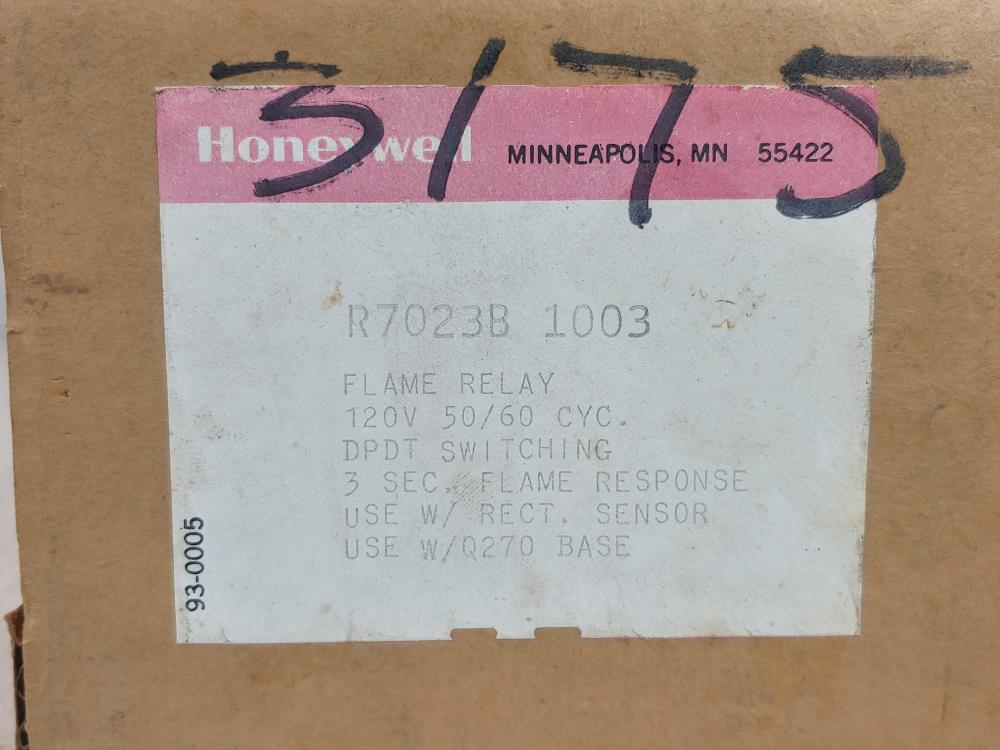 3175
Honeywell MINNEAPOLIS, MN 55422
R7023B 1003
FLAME RELAY
120V 50/60 CYC.
DPDT SWITCHING
3 SEC. FLAME RESPONSE
USE W/ RECT. SENSOR
USE W/Q270 BASE
93-0005